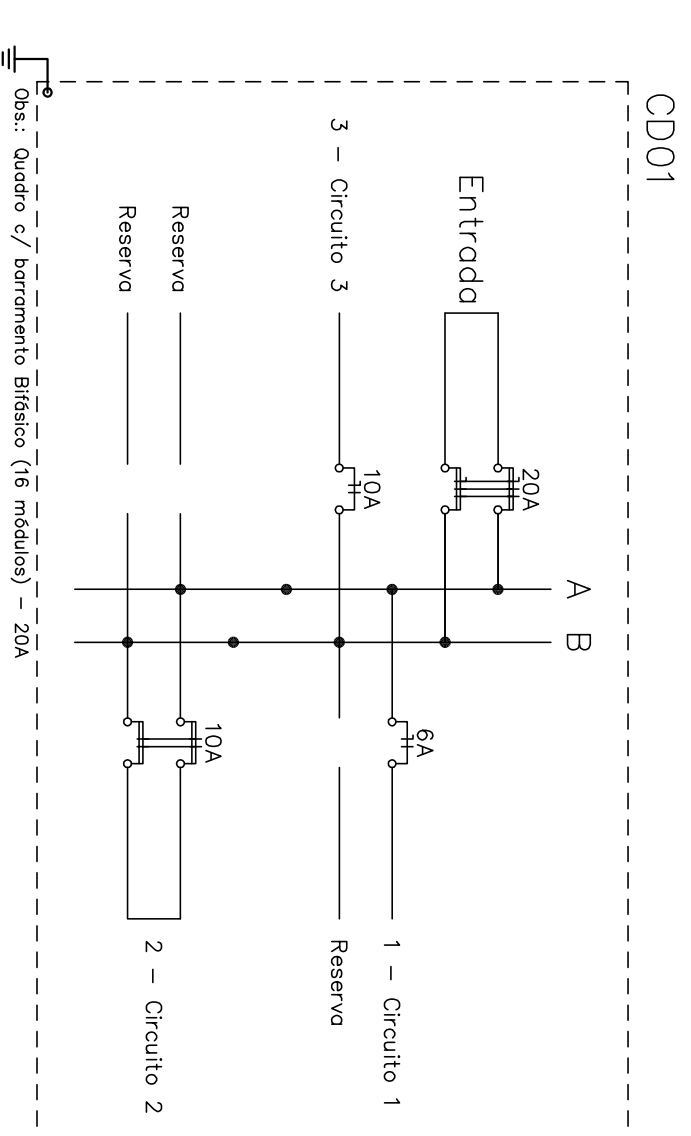 CD01
A
B
Entrada
20A
6A
1 – Circuito 1
3 – Circuito 3
10A
Reserva
Reserva
10A
2 – Circuito 2
Reserva
Obs.: Quadro c/ barramento Bifásico (16 módulos) – 20A